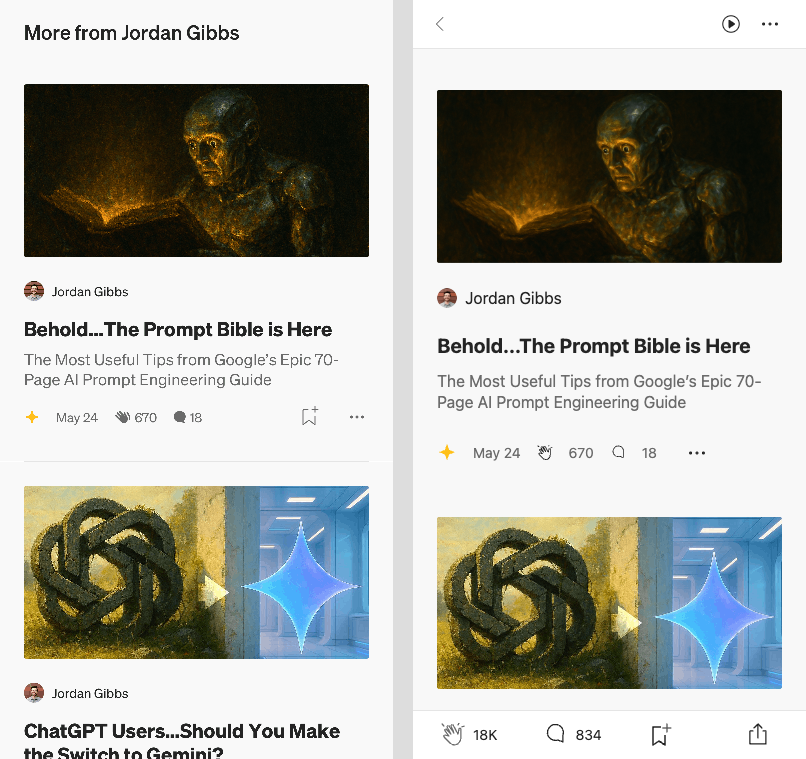 More from Jordan Gibbs
Jordan Gibbs
Behold...The Prompt Bible is Here
The Most Useful Tips from Google's Epic 70-
Page AI Prompt Engineering Guide
May 24 670 18
Jordan Gibbs
ChatGPT Users...Should You Make
the Switch to Gemini?
Jordan Gibbs
Behold...The Prompt Bible is Here
The Most Useful Tips from Google's Epic 70-
Page AI Prompt Engineering Guide
May 24 670 18
18K 834